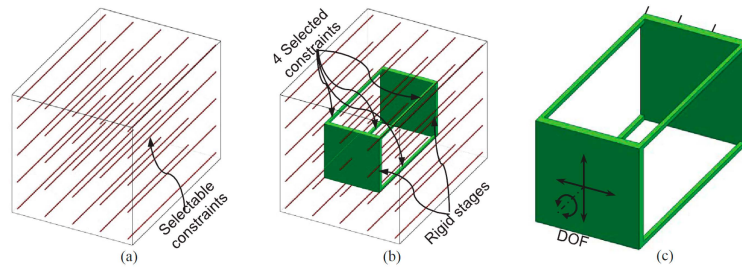 Selectable
constraints
(a)
4 Selected
constraints
Rigid stages
(b)
DOF
(c)